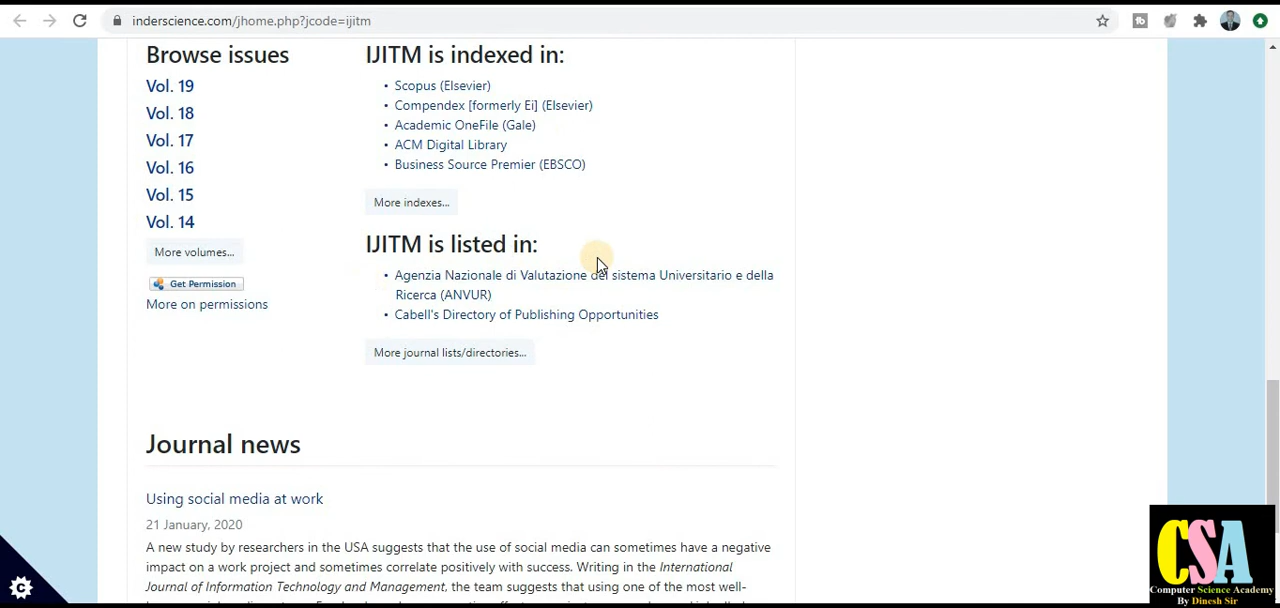 inderscience.com/jhome.php?jcode=ijitm
Browse issues
Vol. 19
Vol. 18
Vol. 17
Vol. 16
Vol. 15
Vol. 14
More volumes...
Get Permission
More on permissions
IJITM is indexed in:
Scopus (Elsevier)
Compendex [formerly Ei] (Elsevier)
Academic OneFile (Gale)
ACM Digital Library
Business Source Premier (EBSCO)
More indexes...
IJITM is listed in:
Agenzia Nazionale di Valutazione del sistema Universitario e della
Ricerca (ANVUR)
Cabell's Directory of Publishing Opportunities
More journal lists/directories...
Journal news
Using social media at work
21 January, 2020
A new study by researchers in the USA suggests that the use of social media can sometimes have a negative
impact on a work project and sometimes correlate positively with success. Writing in the International
Journal of Information Technology and Management, the team suggests that using one of the most well-
CSA
Computer Science Academy
By Dinesh Sir